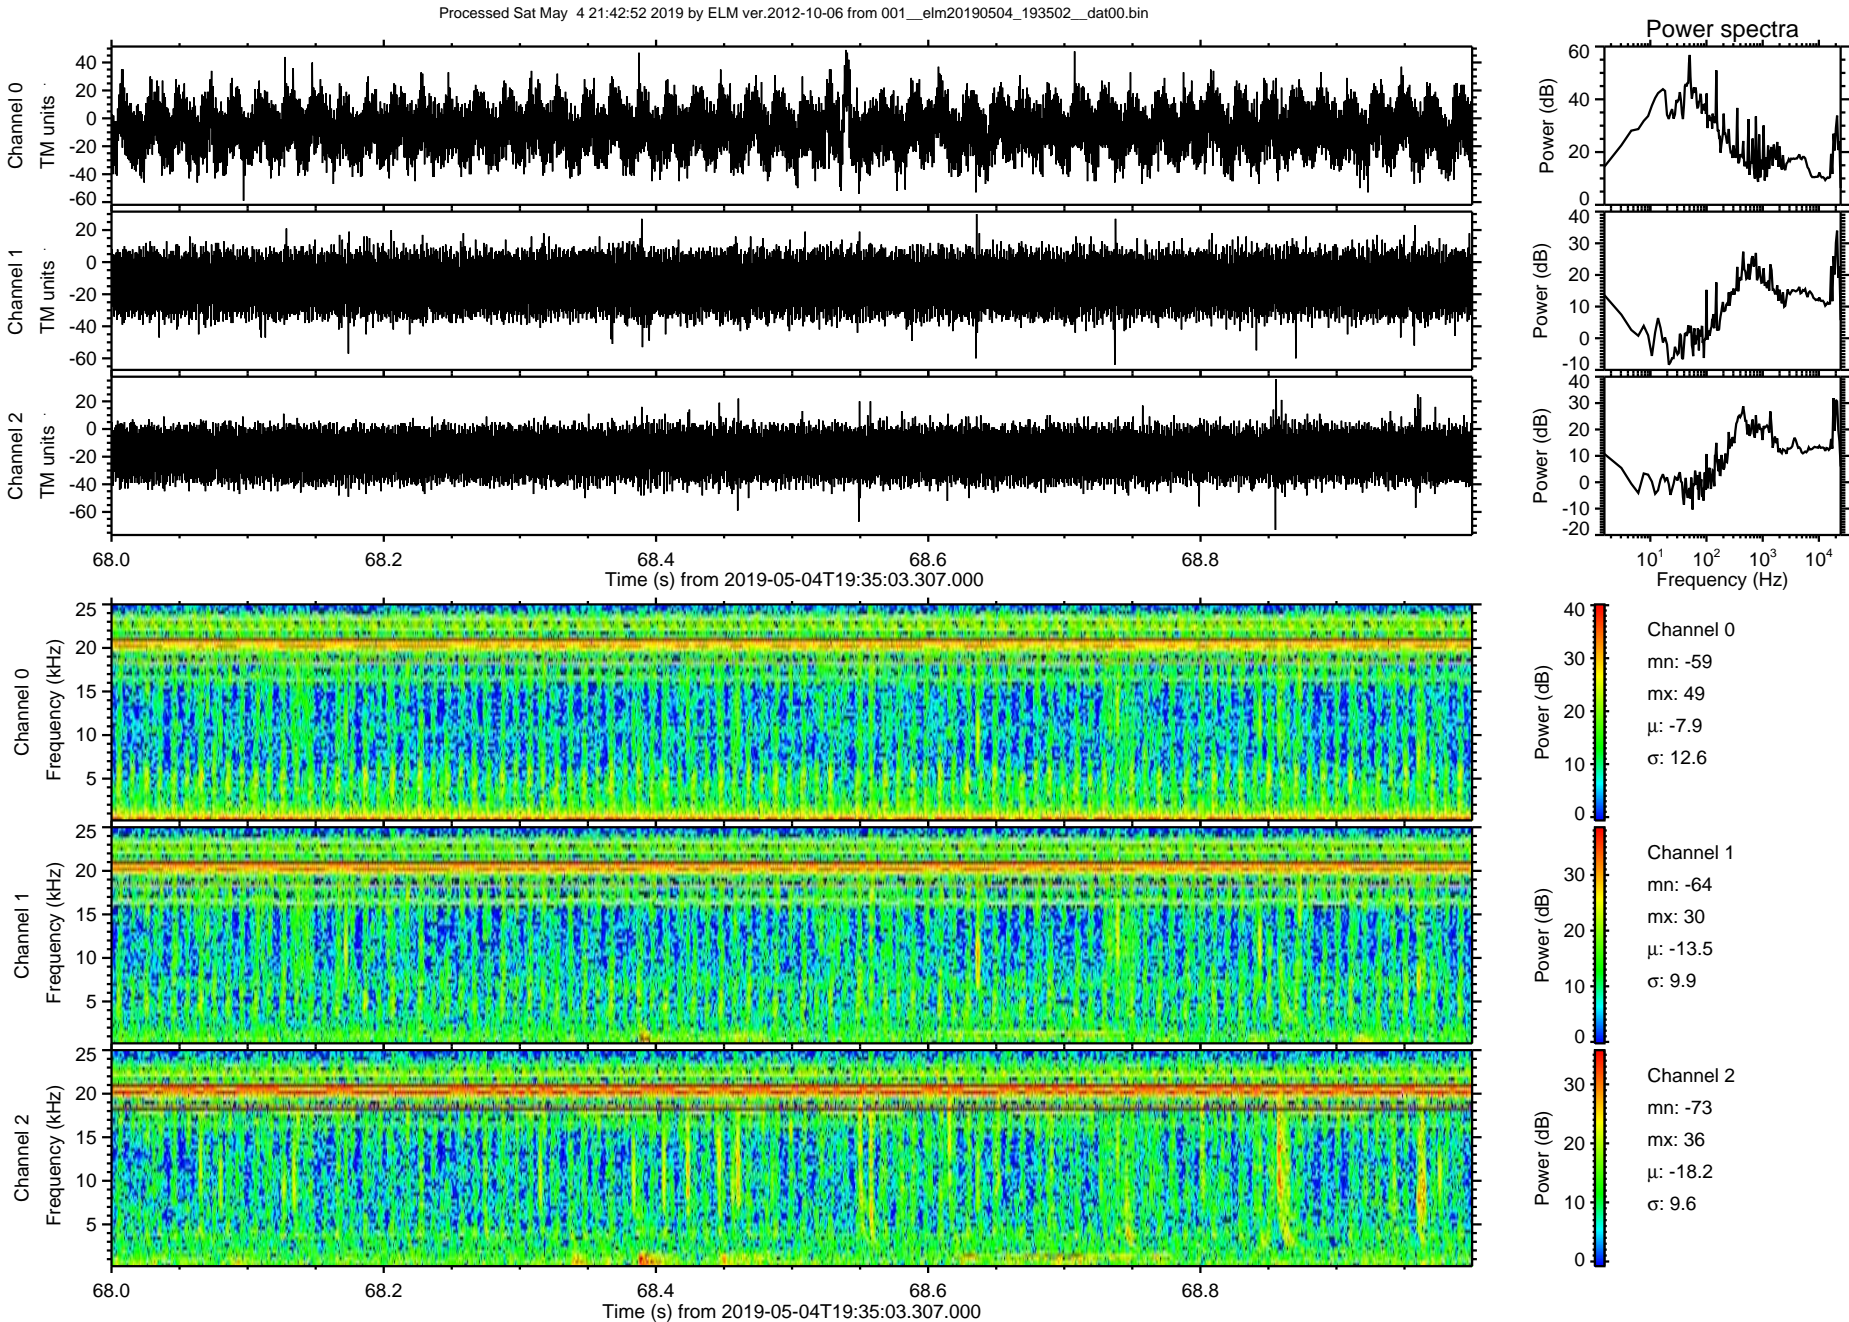 Processed Sat May  4 21:42:52 2019 by ELM ver.2012-10-06 from 001__elm20190504_193502__dat00.bin
Power spectra
Channel 0
TM units
40
20
0
-20
-40
-60
Power (dB)
60
40
20
0
Channel 1
TM units
20
0
-20
-40
-60
Power (dB)
40
30
20
10
0
-10
Channel 2
TM units
20
0
-20
-40
-60
Power (dB)
40
30
20
10
0
-10
-20
68.0 68.2 68.4 68.6 68.8
Time (s) from 2019-05-04T19:35:03.307.000
10^1 10^2 10^3 10^4
Frequency (Hz)
Channel 0
Frequency (kHz)
25
20
15
10
5
Power (dB)
40
30
20
10
0
Channel 0
mn: -59
mx: 49
μ: -7.9
σ: 12.6
Channel 1
Frequency (kHz)
25
20
15
10
5
Power (dB)
30
20
10
0
Channel 1
mn: -64
mx: 30
μ: -13.5
σ: 9.9
Channel 2
Frequency (kHz)
25
20
15
10
5
Power (dB)
30
20
10
0
Channel 2
mn: -73
mx: 36
μ: -18.2
σ: 9.6
68.0 68.2 68.4 68.6 68.8
Time (s) from 2019-05-04T19:35:03.307.000